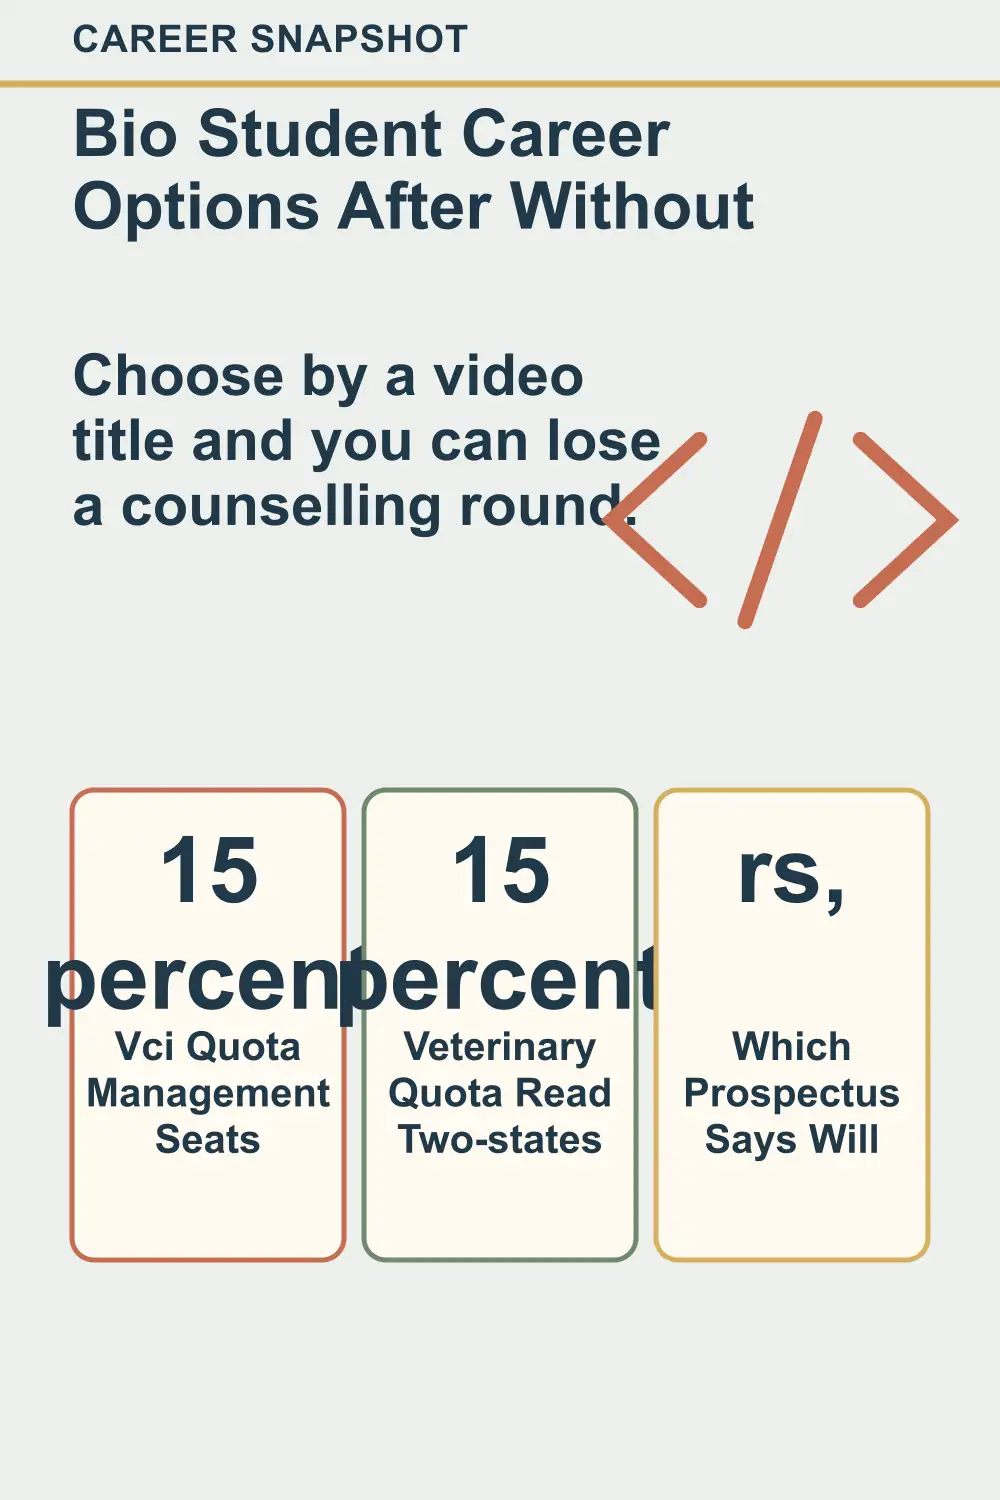 CAREER SNAPSHOT
Bio Student Career
Options After Without
Choose by a video
title and you can lose
a counselling round.
15
percent
Vci Quota
Management
Seats
15
percent
Veterinary
Quota Read
Two-states
rs,
Which
Prospectus
Says Will